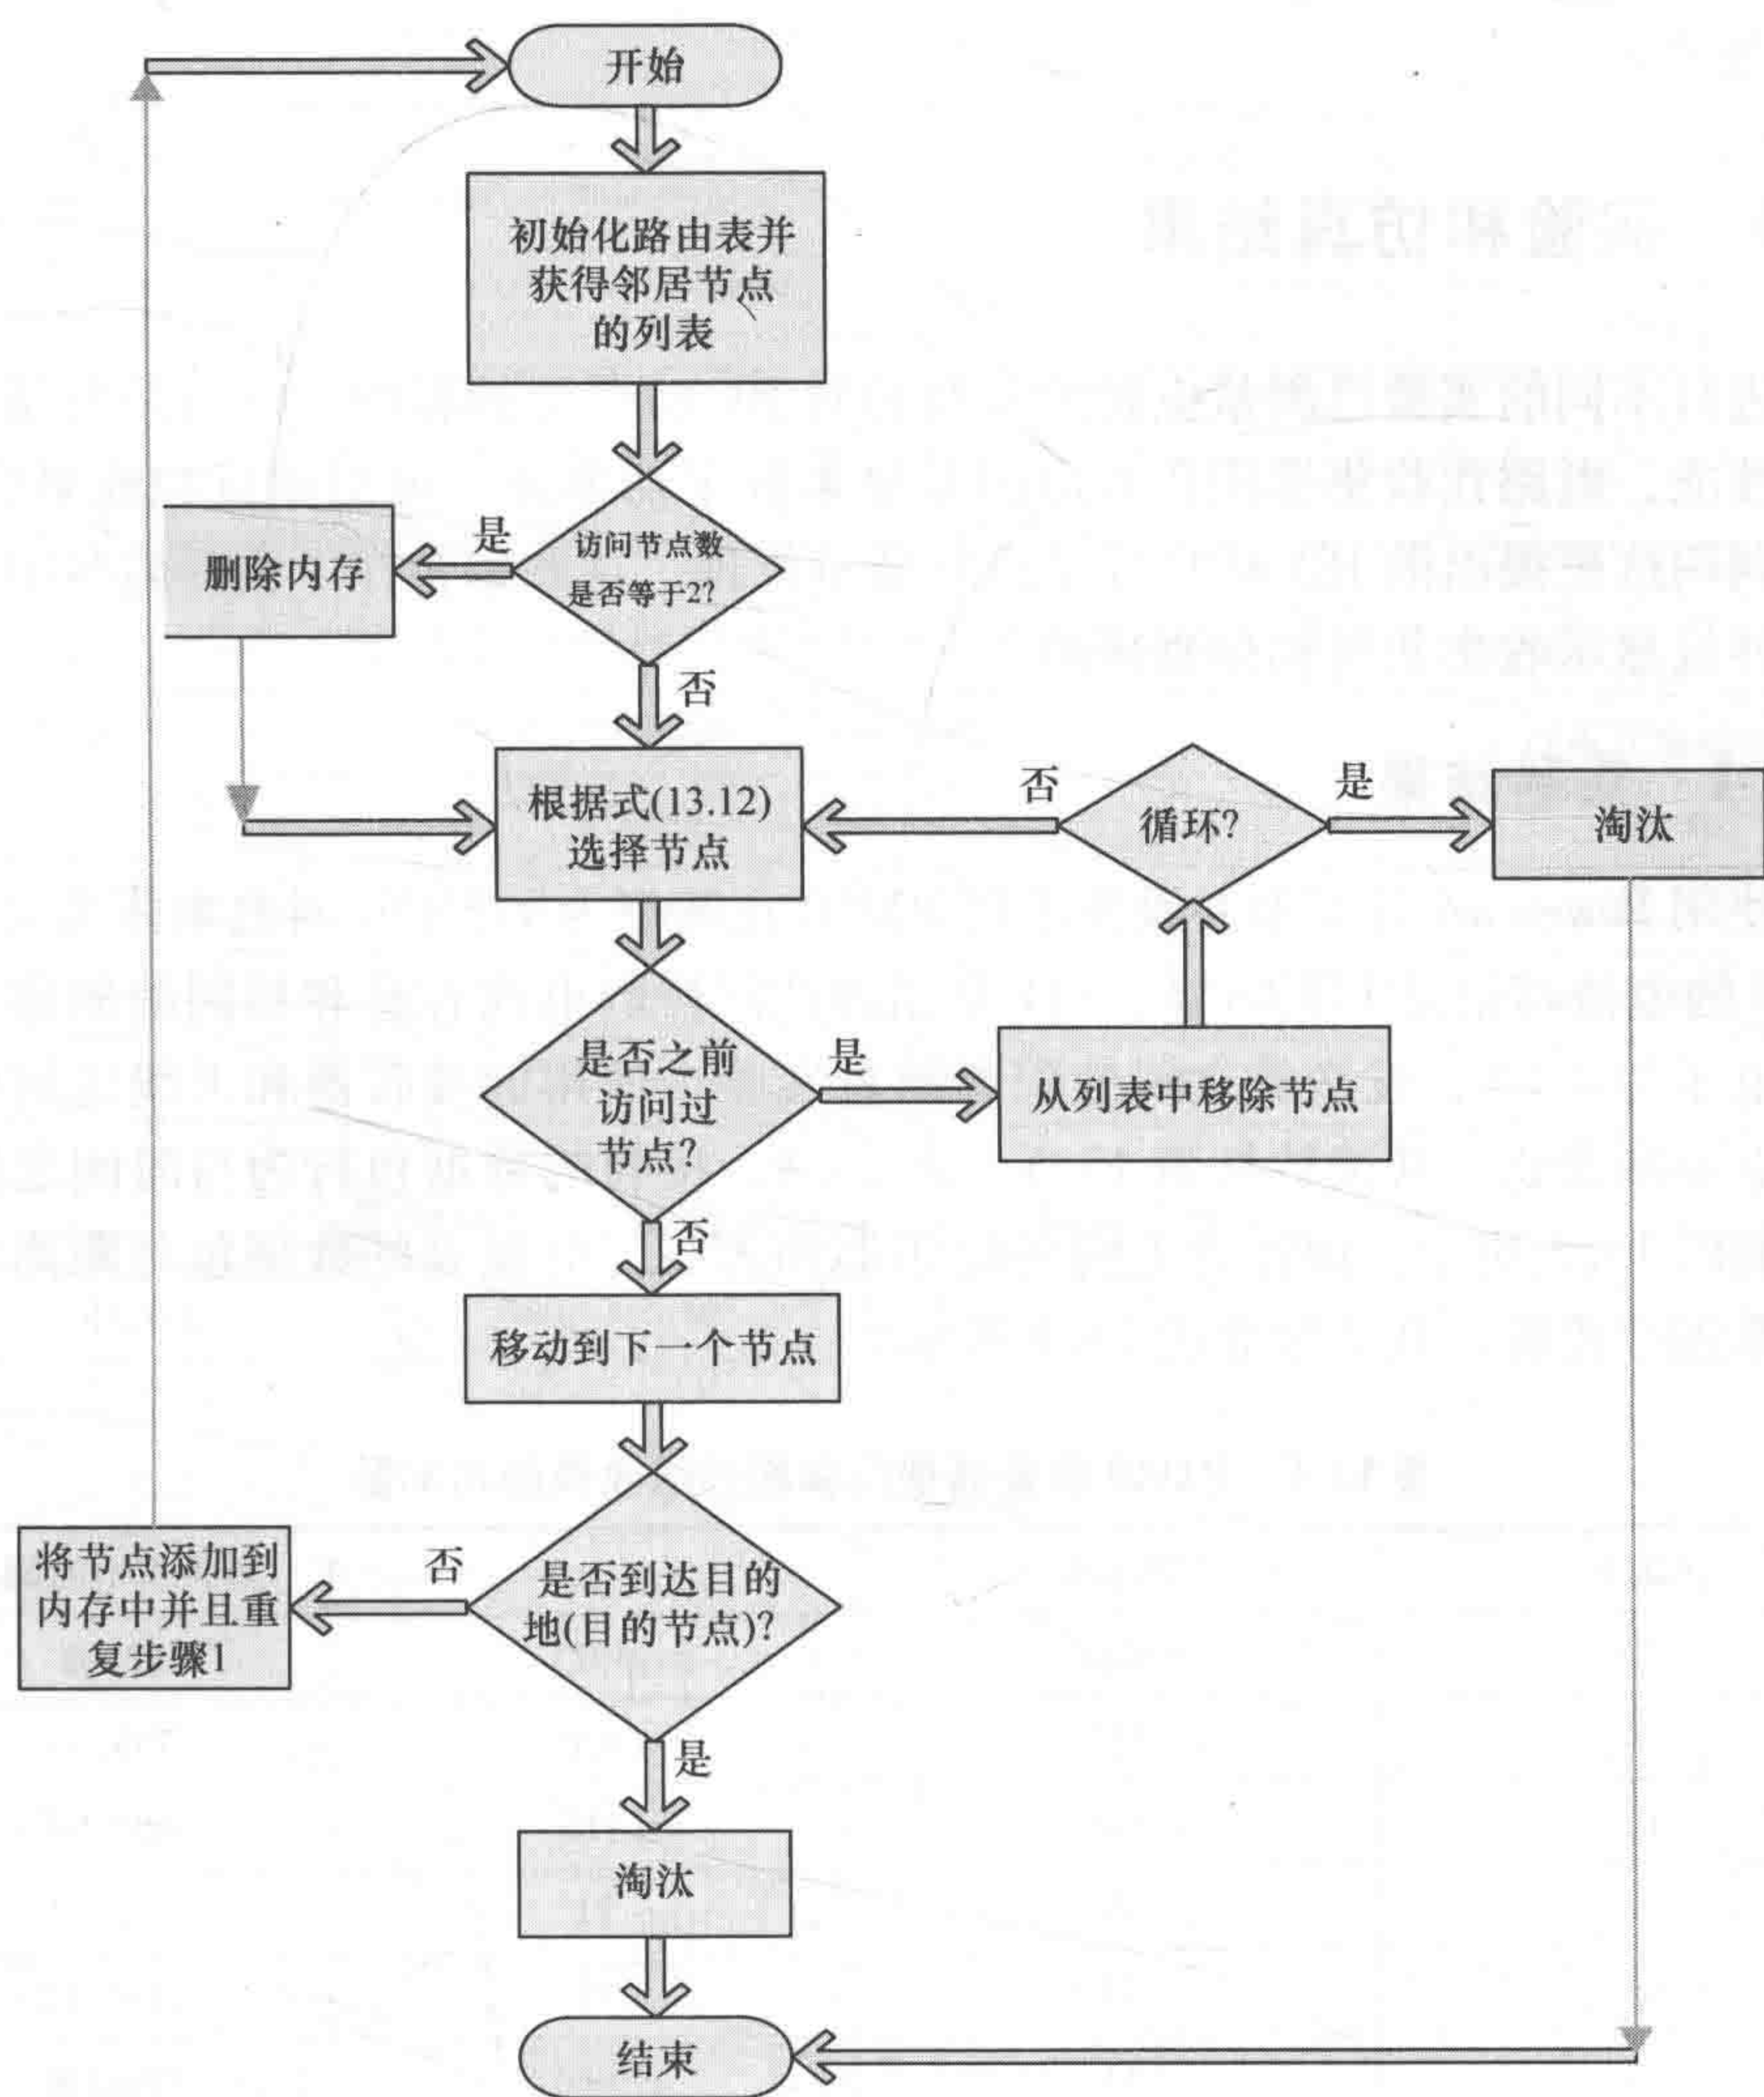 开始
初始化路由表并
获得邻居节点
的列表
访问节点数
是否等于2?
是
删除内存
否
根据式(13.12)
选择节点
否
循环?
是
淘汰
是否之前
访问过
节点?
是
从列表中移除节点
否
移动到下一个节点
是否到达目的
地(目的节点)?
否
将节点添加到
内存中并且重
复步骤1
是
淘汰
结束